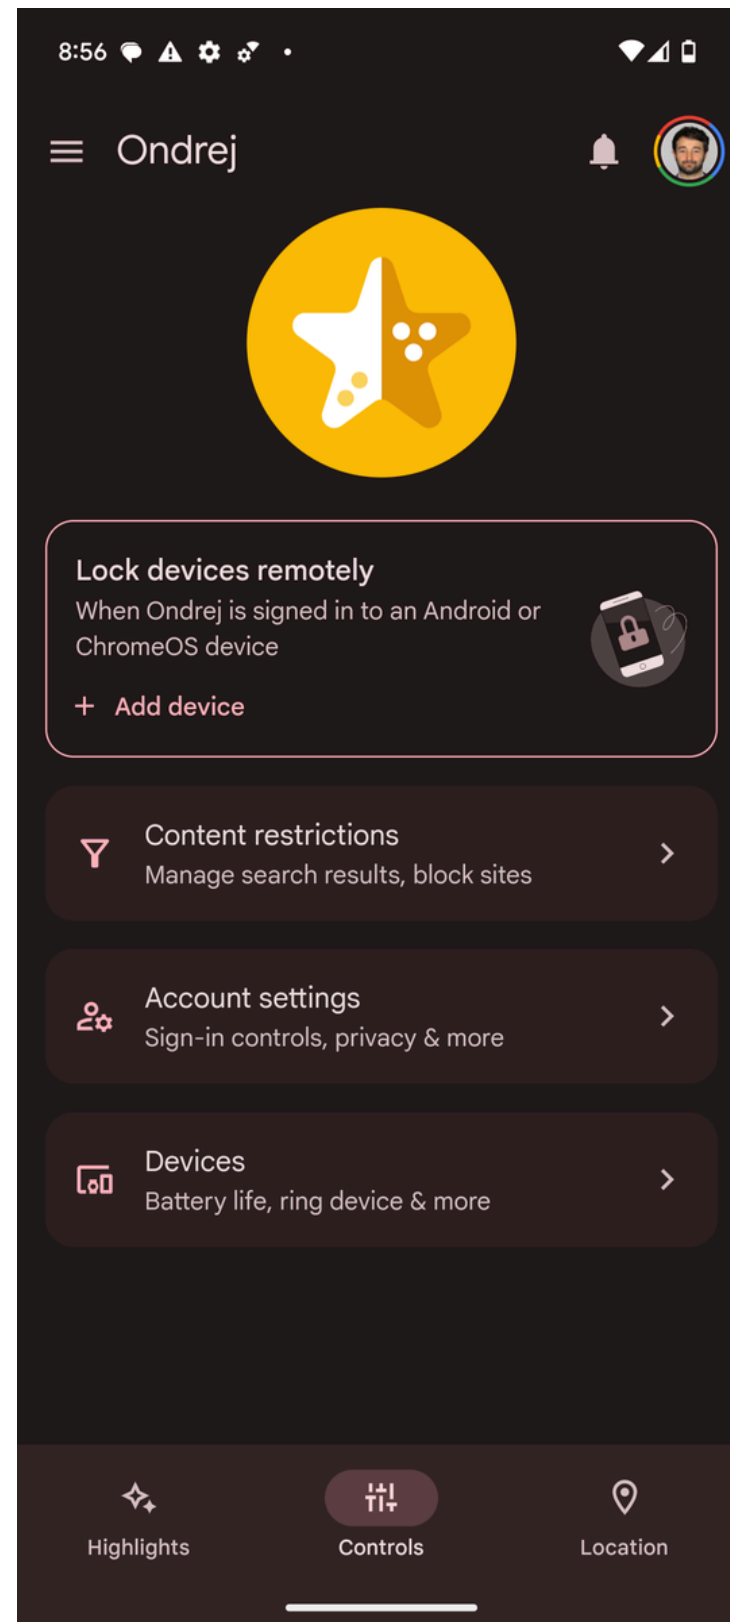 8:56
Ondrej
Lock devices remotely
When Ondrej is signed in to an Android or
ChromeOS device
+ Add device
Content restrictions
Manage search results, block sites
Account settings
Sign-in controls, privacy & more
Devices
Battery life, ring device & more
Highlights
Controls
Location